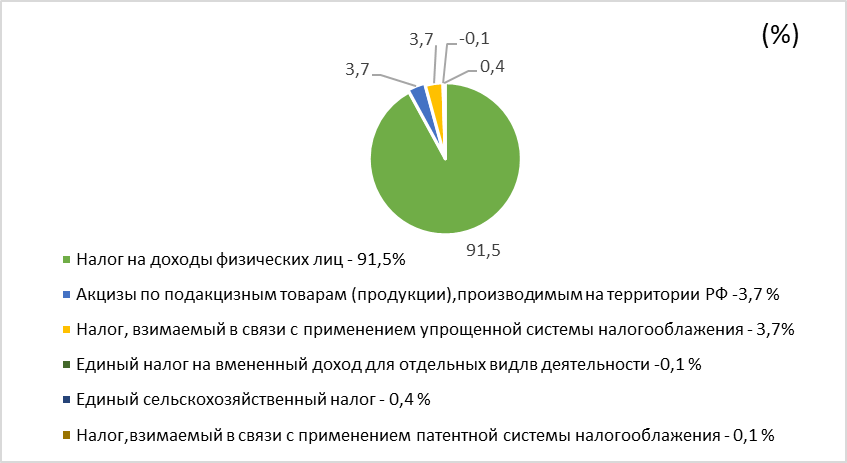 (%)
3,7
-0,1
3,7
0,4
91,5
Налог на доходы физических лиц - 91,5%
Акцизы по подакцизным товарам (продукции),производимым на территории РФ -3,7 %
Налог, взимаемый в связи с применением упрощенной системы налогооблажения - 3,7%
Единый налог на вмененный доход для отдельных видлв деятельности -0,1 %
Единый сельскохозяйственный налог - 0,4 %
Налог,взимаемый в связи с применением патентной системы налогооблажения - 0,1 %